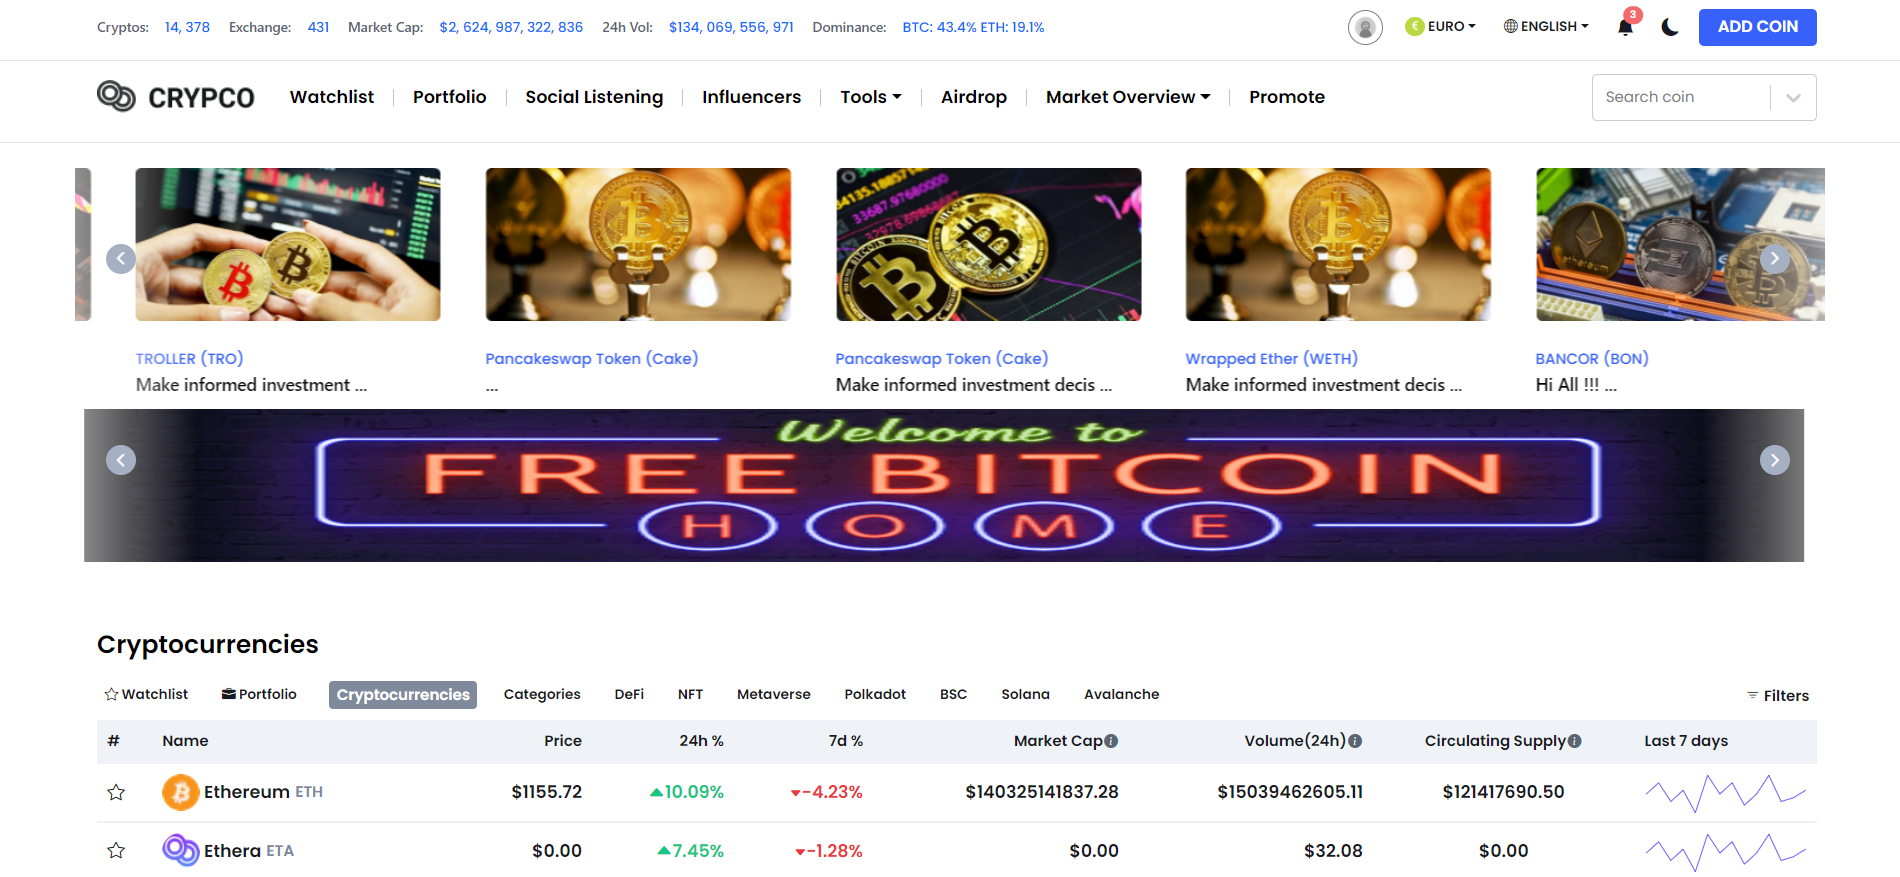 Cryptos: 14, 378 Exchange: 431 Market Cap: $2, 624, 987, 322, 836 24h Vol: $134, 069, 556, 971 Dominance: BTC: 43.4% ETH: 19.1% € EURO ENGLISH 3 ADD COIN
CRYPCO Watchlist Portfolio Social Listening Influencers Tools Airdrop Market Overview Promote Search coin
TROLLER (TRO) Pancakeswap Token (Cake) Pancakeswap Token (Cake) Wrapped Ether (WETH) BANCOR (BON)
Make informed investment ... ... Make informed investment decis ... Make informed investment decis ... Hi All !!! ...
Welcome to
FREE BITCOIN
HOME
Cryptocurrencies
Watchlist Portfolio Cryptocurrencies Categories DeFi NFT Metaverse Polkadot BSC Solana Avalanche Filters
# Name Price 24h % 7d % Market Cap Volume(24h) Circulating Supply Last 7 days
Ethereum ETH $1155.72 10.09% -4.23% $140325141837.28 $15039462605.11 $121417690.50
Ethera ETA $0.00 7.45% -1.28% $0.00 $32.08 $0.00